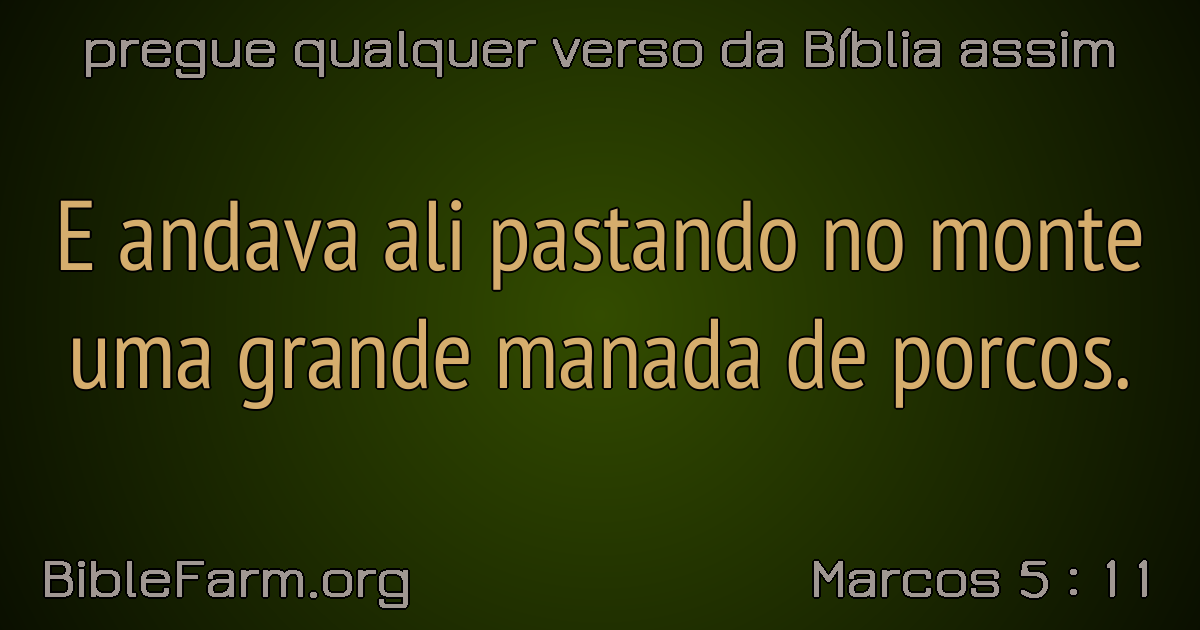 pregue qualquer verso da Bíblia assim
E andava ali pastando no monte
uma grande manada de porcos.
BibleFarm.org
Marcos 5 : 11